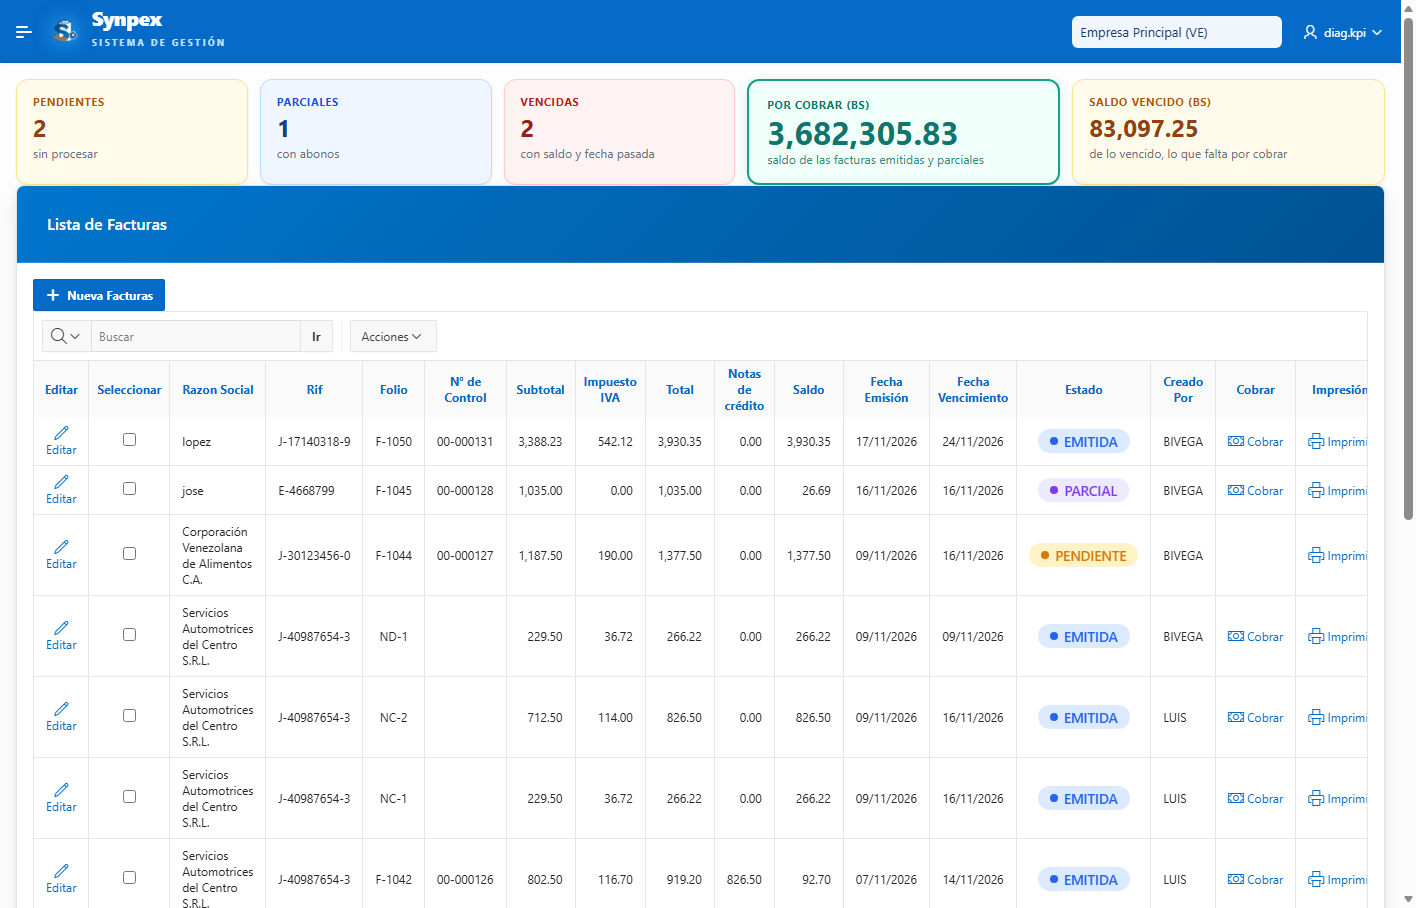 Synpex
SISTEMA DE GESTIÓN
Empresa Principal (VE)
diag.kpi
PENDIENTES
2
sin procesar
PARCIALES
1
con abonos
VENCIDAS
2
con saldo y fecha pasada
POR COBRAR (BS)
3,682,305.83
saldo de las facturas emitidas y parciales
SALDO VENCIDO (BS)
83,097.25
de lo vencido, lo que falta por cobrar
Lista de Facturas
Nueva Facturas
Buscar
Ir
Acciones
Editar Seleccionar Razon Social Rif Folio N° de Control Subtotal Impuesto IVA Total Notas de crédito Saldo Fecha Emisión Fecha Vencimiento Estado Creado Por Cobrar Impresión
Editar lopez J-17140318-9 F-1050 00-000131 3,388.23 542.12 3,930.35 0.00 3,930.35 17/11/2026 24/11/2026 EMITIDA BIVEGA Cobrar Imprimi
Editar jose E-4668799 F-1045 00-000128 1,035.00 0.00 1,035.00 0.00 26.69 16/11/2026 16/11/2026 PARCIAL BIVEGA Cobrar Imprimi
Editar Corporación Venezolana de Alimentos C.A. J-30123456-0 F-1044 00-000127 1,187.50 190.00 1,377.50 0.00 1,377.50 09/11/2026 16/11/2026 PENDIENTE BIVEGA Imprimi
Editar Servicios Automotrices del Centro S.R.L. J-40987654-3 ND-1 229.50 36.72 266.22 0.00 266.22 09/11/2026 09/11/2026 EMITIDA BIVEGA Cobrar Imprimi
Editar Servicios Automotrices del Centro S.R.L. J-40987654-3 NC-2 712.50 114.00 826.50 0.00 826.50 09/11/2026 16/11/2026 EMITIDA LUIS Cobrar Imprimi
Editar Servicios Automotrices del Centro S.R.L. J-40987654-3 NC-1 229.50 36.72 266.22 0.00 266.22 09/11/2026 16/11/2026 EMITIDA LUIS Cobrar Imprimi
Editar Servicios Automotrices del Centro S.R.L. J-40987654-3 F-1042 00-000126 802.50 116.70 919.20 826.50 92.70 07/11/2026 14/11/2026 EMITIDA LUIS Cobrar Imprimi